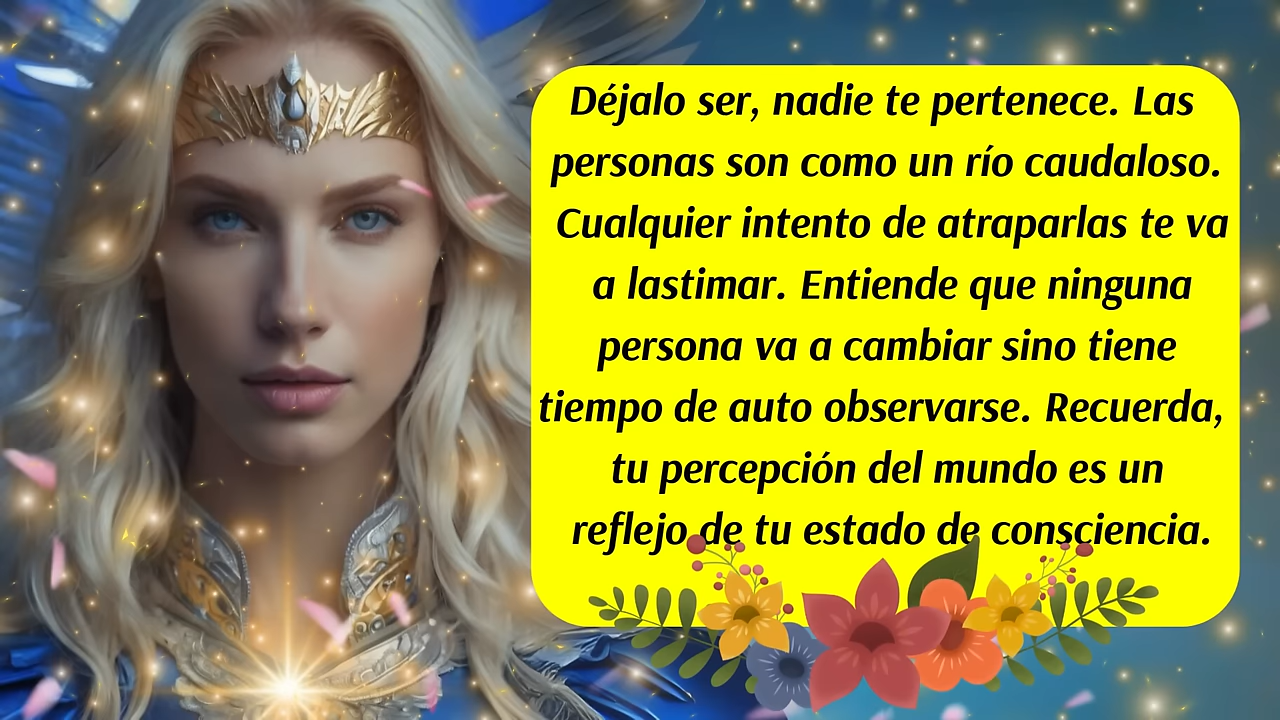 Déjalo ser, nadie te pertenece. Las
personas son como un río caudaloso.
Cualquier intento de atraparlas te va
a lastimar. Entiende que ninguna
persona va a cambiar sino tiene
tiempo de auto observarse. Recuerda,
tu percepción del mundo es un
reflejo de tu estado de consciencia.